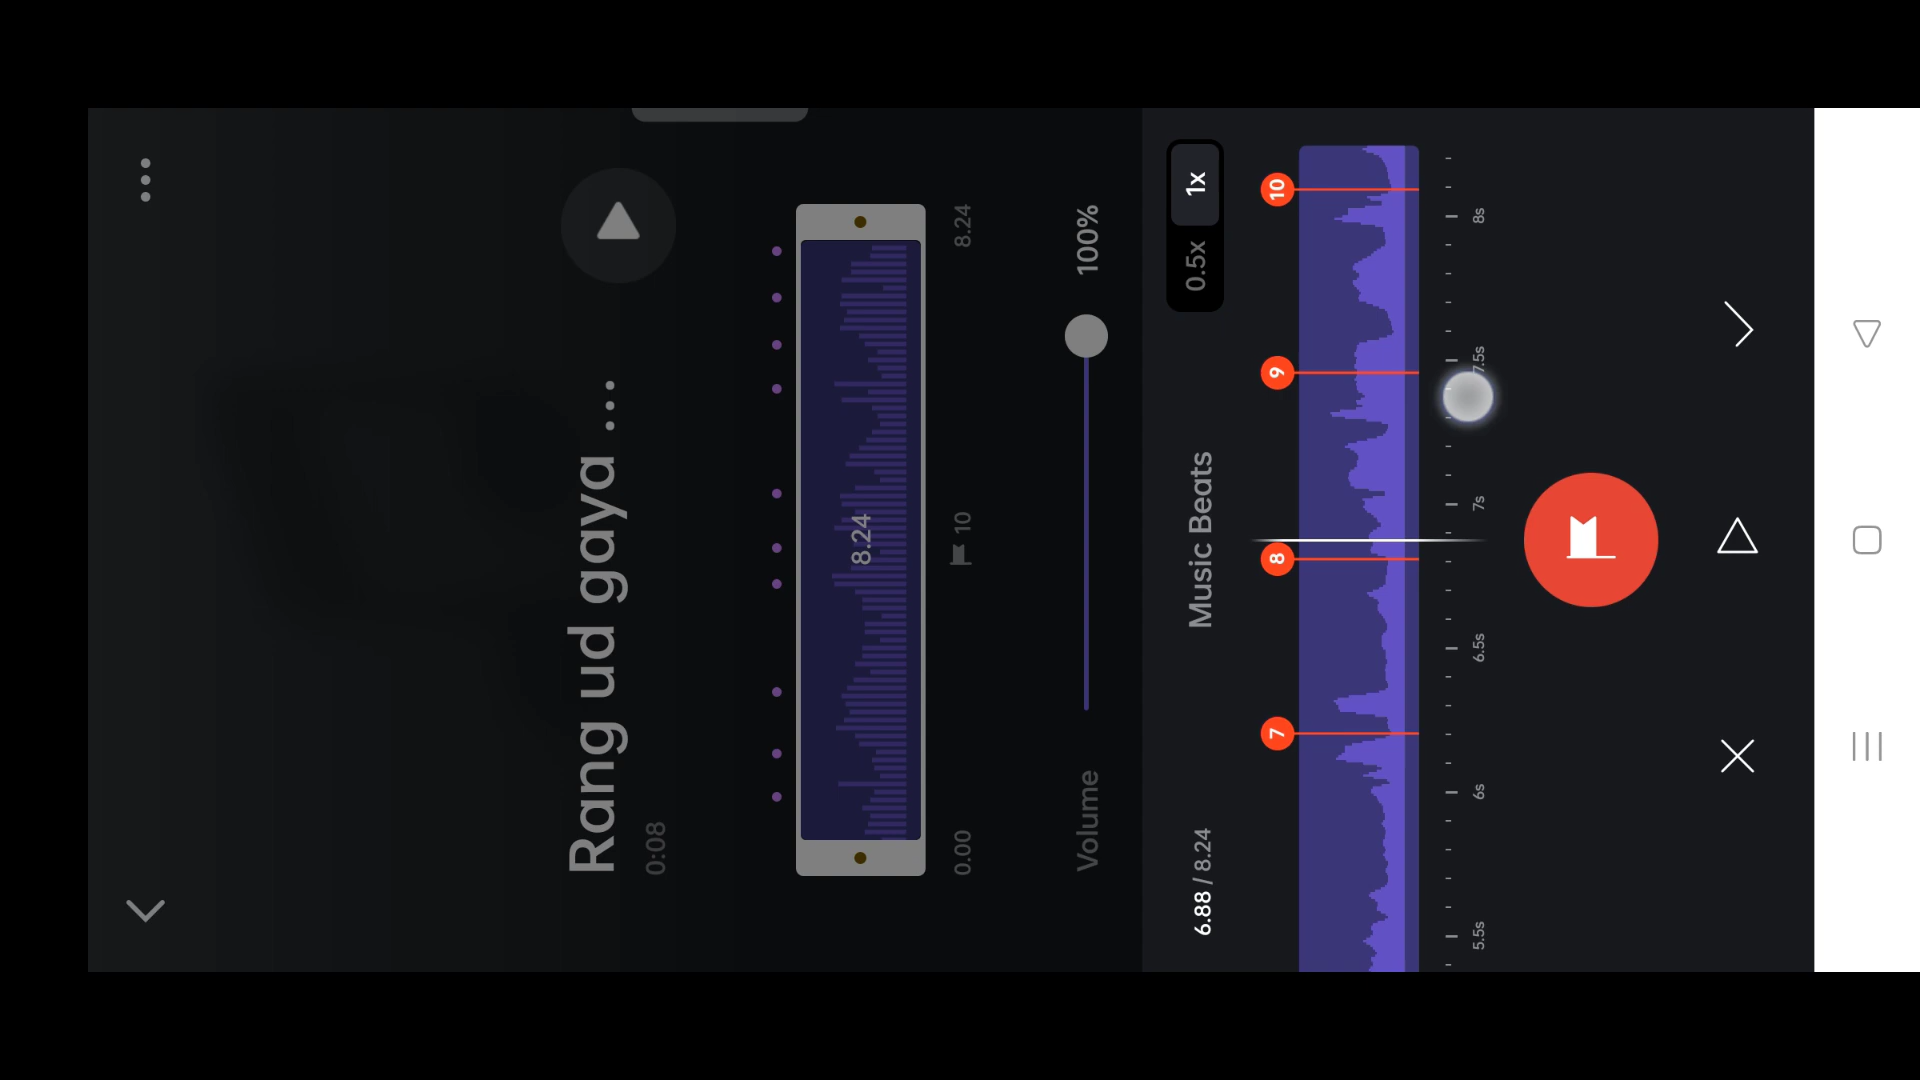 Rang ud gaya ...
0:08
8.24
0.00
10
8.24
Volume
100%
6.88 / 8.24
Music Beats
0.5x
1x
7
8
9
10
5.5s
6s
6.5s
7s
7.5s
8s